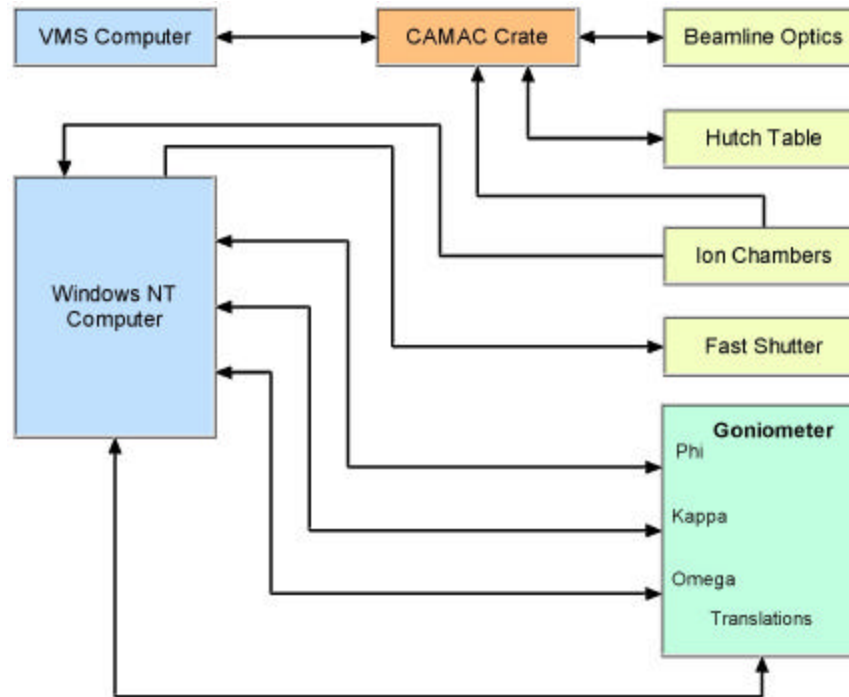 VMS Computer
CAMAC Crate
Beamline Optics
Hutch Table
Ion Chambers
Windows NT
Computer
Fast Shutter
Goniometer
Phi
Kappa
Omega
Translations